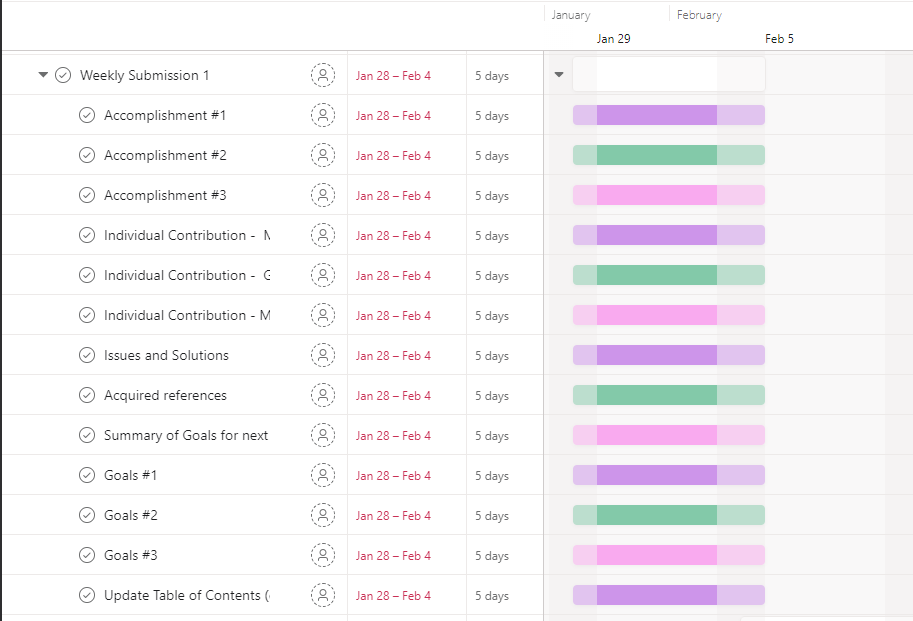 January February
Jan 29 Feb 5
Weekly Submission 1 Jan 28 – Feb 4 5 days
Accomplishment #1 Jan 28 – Feb 4 5 days
Accomplishment #2 Jan 28 – Feb 4 5 days
Accomplishment #3 Jan 28 – Feb 4 5 days
Individual Contribution - M Jan 28 – Feb 4 5 days
Individual Contribution - G Jan 28 – Feb 4 5 days
Individual Contribution - M Jan 28 – Feb 4 5 days
Issues and Solutions Jan 28 – Feb 4 5 days
Acquired references Jan 28 – Feb 4 5 days
Summary of Goals for next Jan 28 – Feb 4 5 days
Goals #1 Jan 28 – Feb 4 5 days
Goals #2 Jan 28 – Feb 4 5 days
Goals #3 Jan 28 – Feb 4 5 days
Update Table of Contents ( Jan 28 – Feb 4 5 days